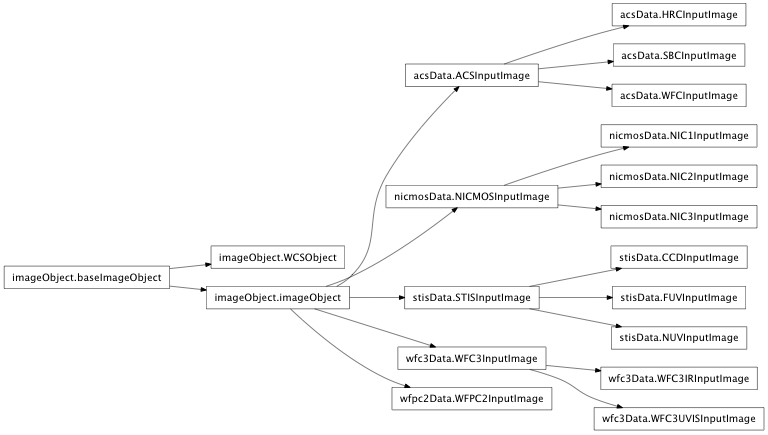 acsData.HRCInputImage
acsData.SBCInputImage
acsData.ACSInputImage
acsData.WFCInputImage
nicmosData.NIC1InputImage
nicmosData.NIC2InputImage
nicmosData.NICMOSInputImage
nicmosData.NIC3InputImage
imageObject.WCSObject
stisData.CCDInputImage
imageObject.baseImageObject
imageObject.imageObject
stisData.STISInputImage
stisData.FUVInputImage
stisData.NUVInputImage
wfc3Data.WFC3InputImage
wfc3Data.WFC3IRInputImage
wfpc2Data.WFPC2InputImage
wfc3Data.WFC3UVISInputImage